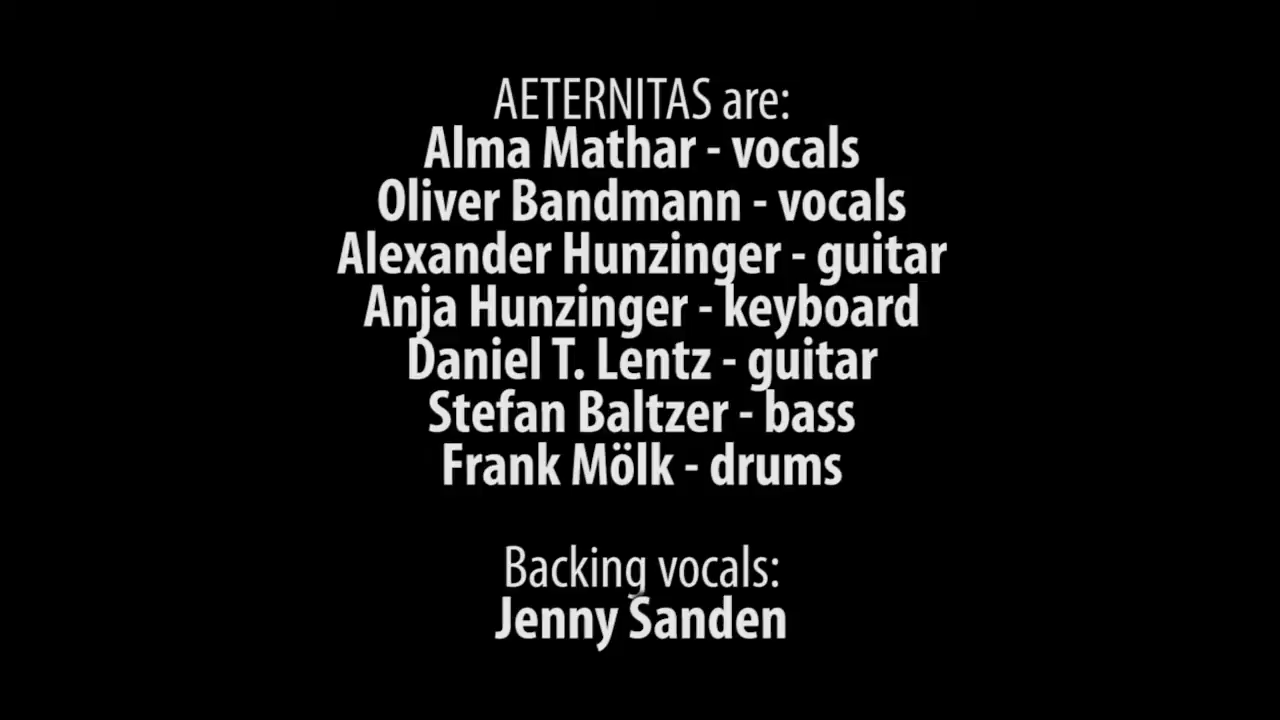 AETERNITAS are:
Alma Mathar - vocals
Oliver Bandmann - vocals
Alexander Hunzinger - guitar
Anja Hunzinger - keyboard
Daniel T. Lentz - guitar
Stefan Baltzer - bass
Frank Mölk - drums
Backing vocals:
Jenny Sanden